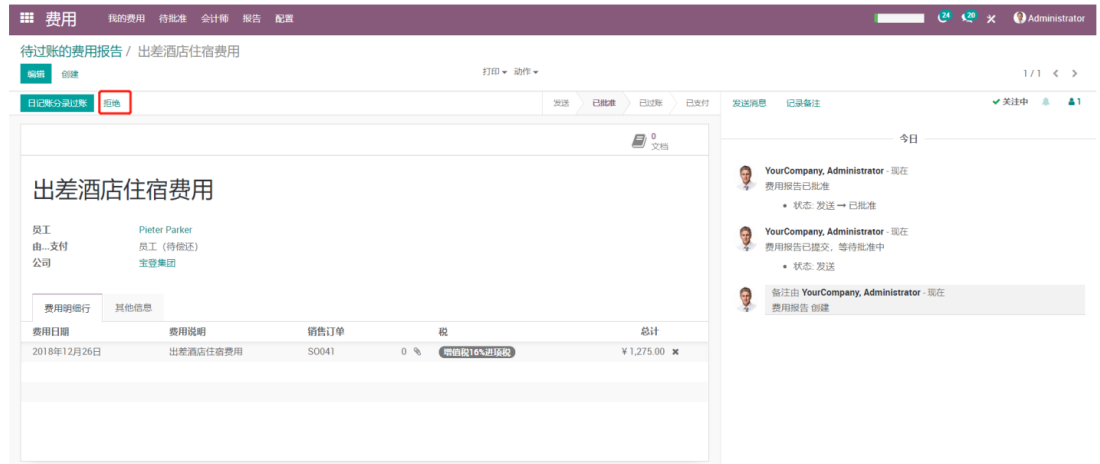 费用 我的费用 待批准 会计师 报告 配置 24 20 Administrator
待过账的费用报告 / 出差酒店住宿费用
编辑 创建 打印 动作 1 / 1
日记账分录过账 拒绝 发送 已批准 已过账 已支付 发送消息 记录备注 关注中 1
0
文档
今日
出差酒店住宿费用
YourCompany, Administrator - 现在
费用报告已批准
• 状态: 发送 → 已批准
员工 Pieter Parker
由...支付 员工（待偿还）
公司 宝登集团
YourCompany, Administrator - 现在
费用报告已提交，等待批准中
• 状态: 发送
备注由 YourCompany, Administrator - 现在
费用报告 创建
费用明细行 其他信息
费用日期 费用说明 销售订单 税 总计
2018年12月26日 出差酒店住宿费用 SO041 0 增值税16%进项税 ¥ 1,275.00